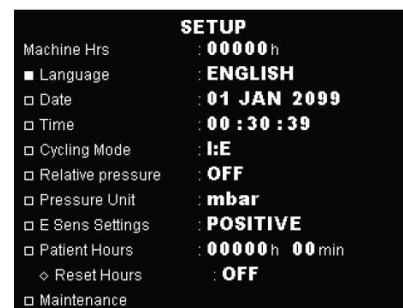 SETUP
Machine Hrs : 00000 h
■ Language : ENGLISH
□ Date : 01 JAN 2099
□ Time : 00 : 30 : 39
□ Cycling Mode : I:E
□ Relative pressure : OFF
□ Pressure Unit : mbar
□ E Sens Settings : POSITIVE
□ Patient Hours : 00000 h 00 min
◇ Reset Hours : OFF
□ Maintenance